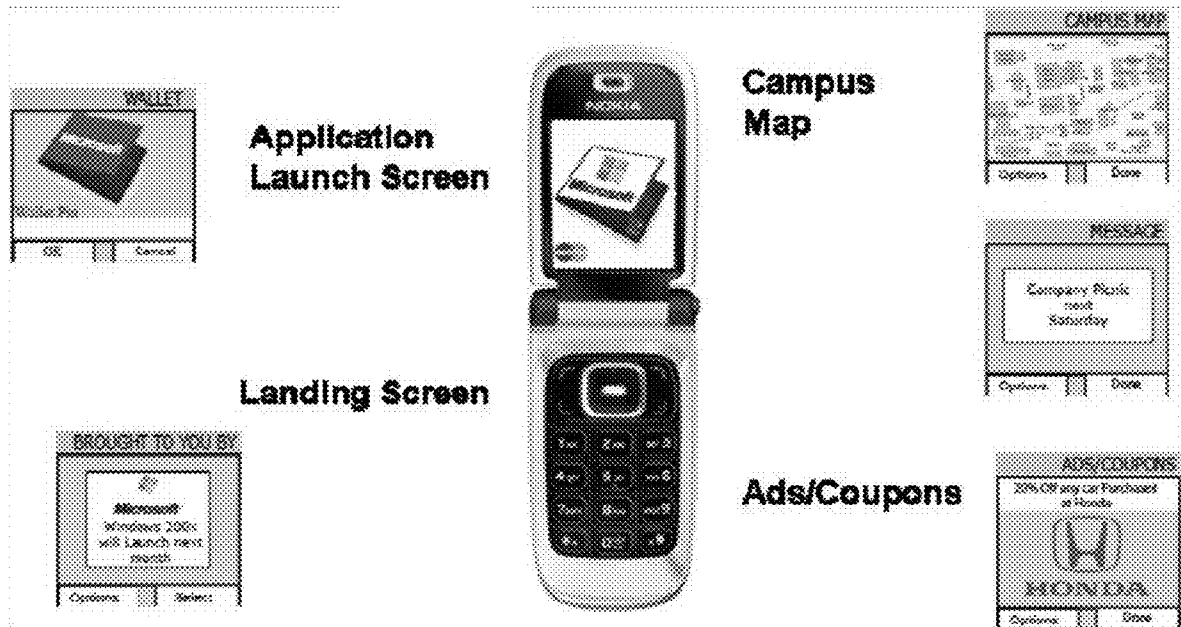 WALLET
OK
Cancel
Application
Launch Screen
Landing Screen
BROUGHT TO YOU BY
Microsoft
Windows 200x
will Launch next
month
Options
Select
NOKIA
Campus
Map
Ads/Coupons
CAMPUS MAP
Options
Done
MESSAGE
Company Picnic
next
Saturday
Options
Done
ADS/COUPONS
20% Off any car Purchased
at Honda
HONDA
Options
Done